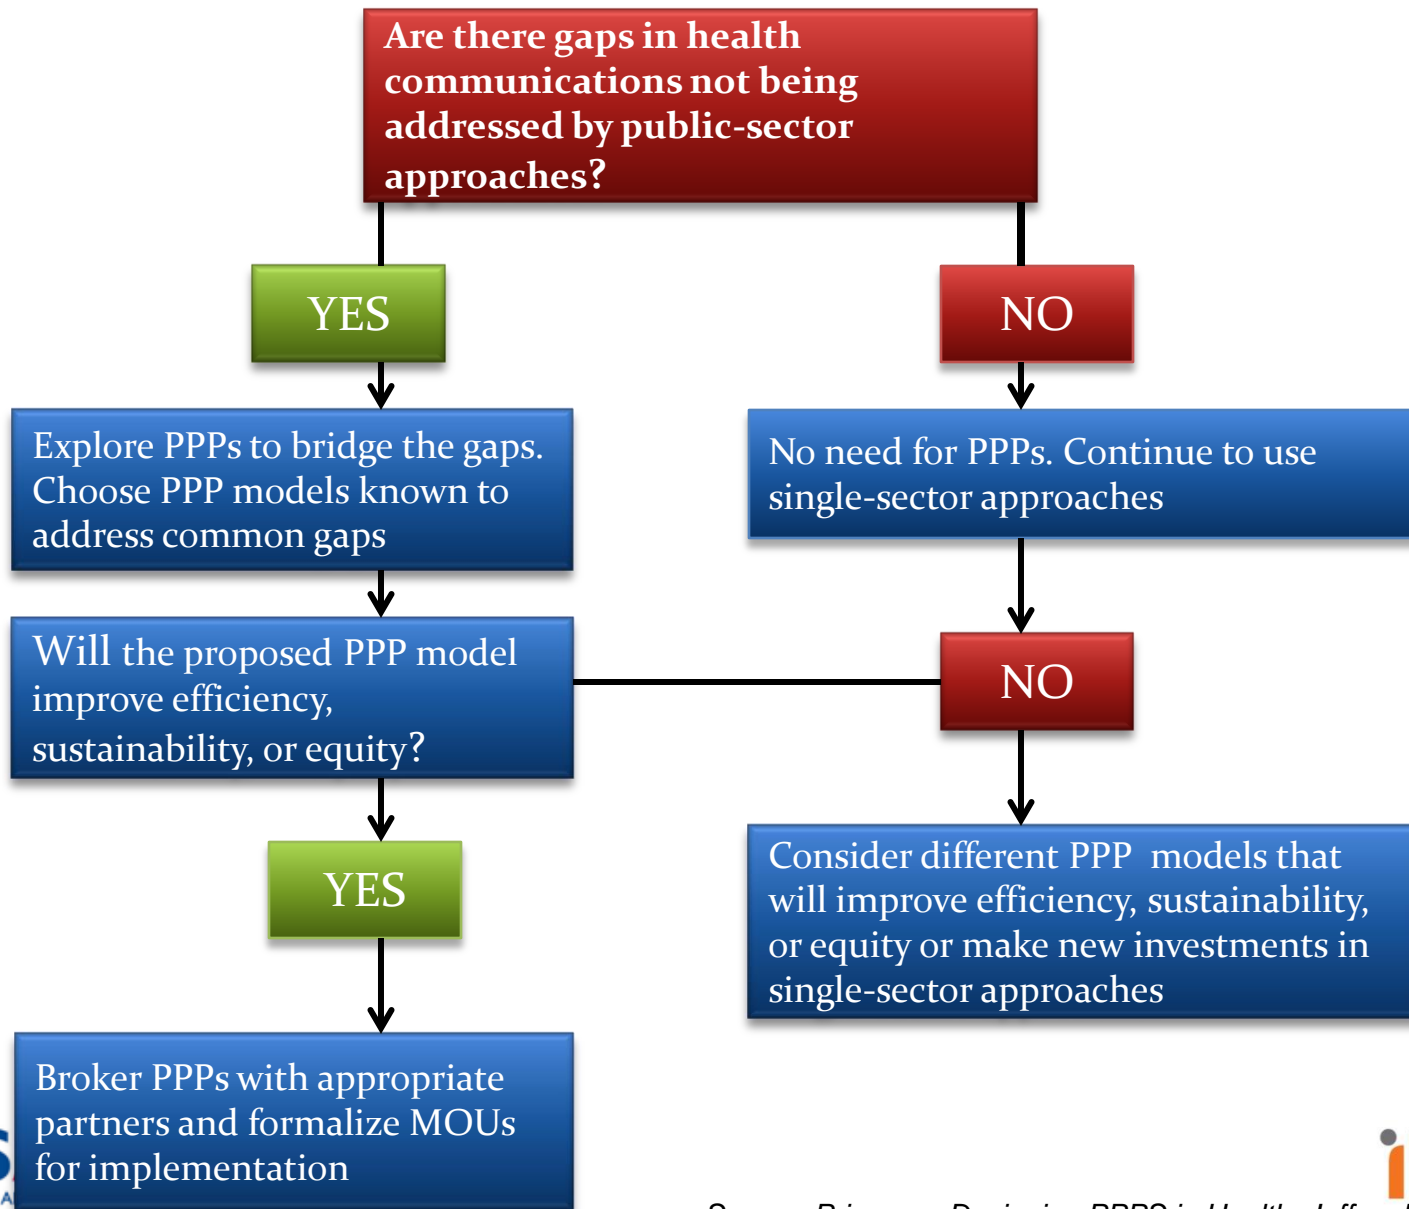 Are there gaps in health
communications not being
addressed by public-sector
approaches?
YES
NO
Explore PPPs to bridge the gaps.
Choose PPP models known to
address common gaps
No need for PPPs. Continue to use
single-sector approaches
Will the proposed PPP model
improve efficiency,
sustainability, or equity?
NO
YES
Consider different PPP models that
will improve efficiency, sustainability,
or equity or make new investments in
single-sector approaches
Broker PPPs with appropriate
partners and formalize MOUs
for implementation